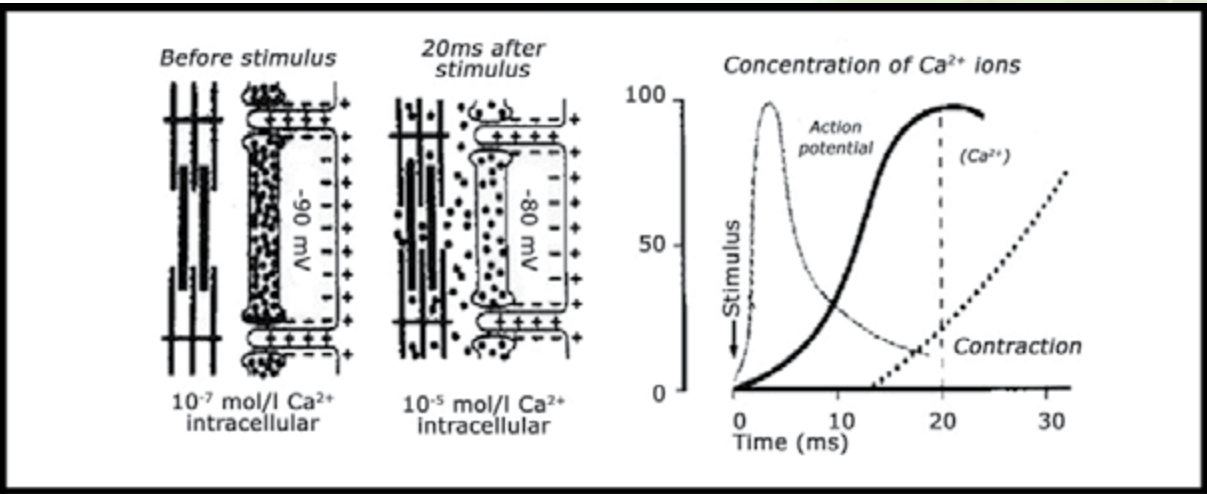 Before stimulus
20ms after
stimulus
-90 mV
-80 mV
10⁻⁷ mol/l Ca²⁺
intracellular
10⁻⁵ mol/l Ca²⁺
intracellular
Concentration of Ca²⁺ ions
100
50
0
Action
potential
(Ca²⁺)
Stimulus
Contraction
0 10 20 30
Time (ms)